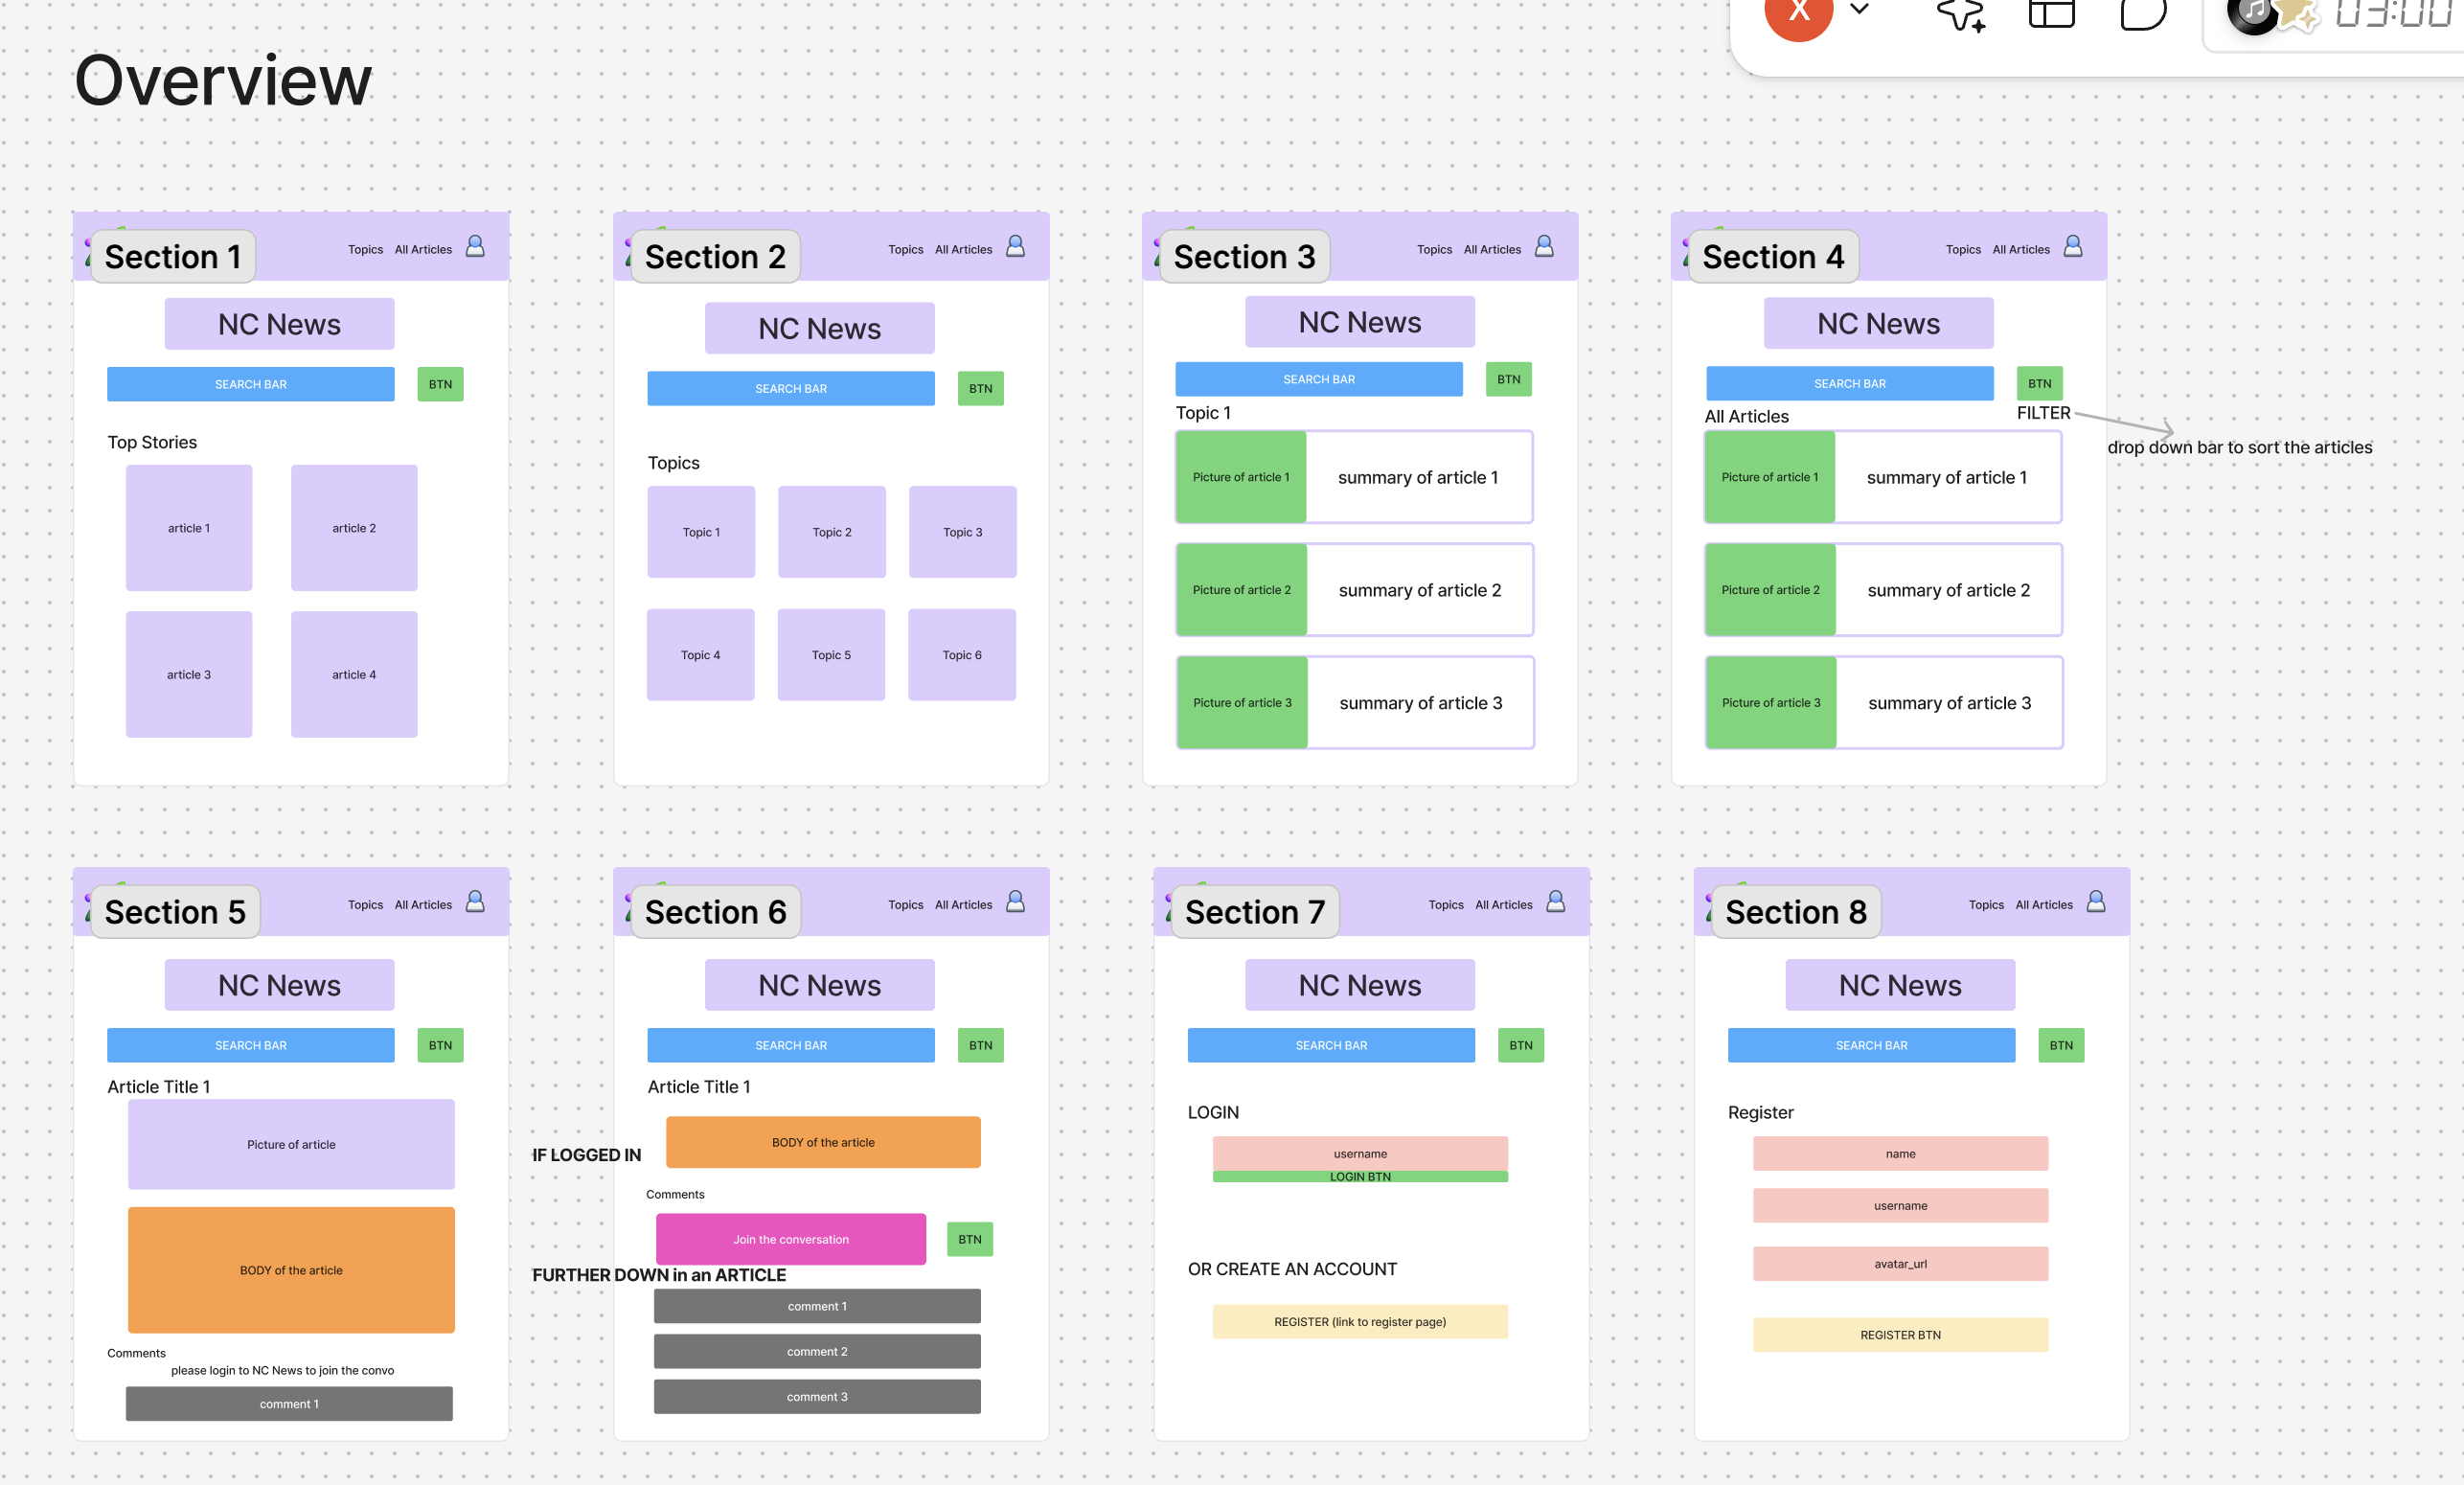 X
03:00
Overview
Section 1
Topics All Articles
NC News
SEARCH BAR
BTN
Top Stories
article 1
article 2
article 3
article 4
Section 2
Topics All Articles
NC News
SEARCH BAR
BTN
Topics
Topic 1
Topic 2
Topic 3
Topic 4
Topic 5
Topic 6
Section 3
Topics All Articles
NC News
SEARCH BAR
BTN
Topic 1
Picture of article 1
summary of article 1
Picture of article 2
summary of article 2
Picture of article 3
summary of article 3
Section 4
Topics All Articles
NC News
SEARCH BAR
BTN
All Articles
FILTER
drop down bar to sort the articles
Picture of article 1
summary of article 1
Picture of article 2
summary of article 2
Picture of article 3
summary of article 3
Section 5
Topics All Articles
NC News
SEARCH BAR
BTN
Article Title 1
Picture of article
BODY of the article
Comments
please login to NC News to join the convo
comment 1
Section 6
Topics All Articles
NC News
SEARCH BAR
BTN
Article Title 1
BODY of the article
IF LOGGED IN
Comments
Join the conversation
BTN
FURTHER DOWN in an ARTICLE
comment 1
comment 2
comment 3
Section 7
Topics All Articles
NC News
SEARCH BAR
BTN
LOGIN
username
LOGIN BTN
OR CREATE AN ACCOUNT
REGISTER (link to register page)
Section 8
Topics All Articles
NC News
SEARCH BAR
BTN
Register
name
username
avatar_url
REGISTER BTN